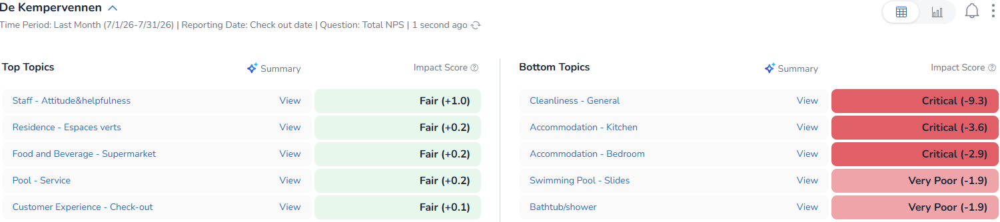 De Kempervennen
Time Period: Last Month (7/1/26-7/31/26) | Reporting Date: Check out date | Question: Total NPS | 1 second ago
Top Topics Summary Impact Score
Staff - Attitude&helpfulness View Fair (+1.0)
Residence - Espaces verts View Fair (+0.2)
Food and Beverage - Supermarket View Fair (+0.2)
Pool - Service View Fair (+0.2)
Customer Experience - Check-out View Fair (+0.1)
Bottom Topics Summary Impact Score
Cleanliness - General View Critical (-9.3)
Accommodation - Kitchen View Critical (-3.6)
Accommodation - Bedroom View Critical (-2.9)
Swimming Pool - Slides View Very Poor (-1.9)
Bathtub/shower View Very Poor (-1.9)